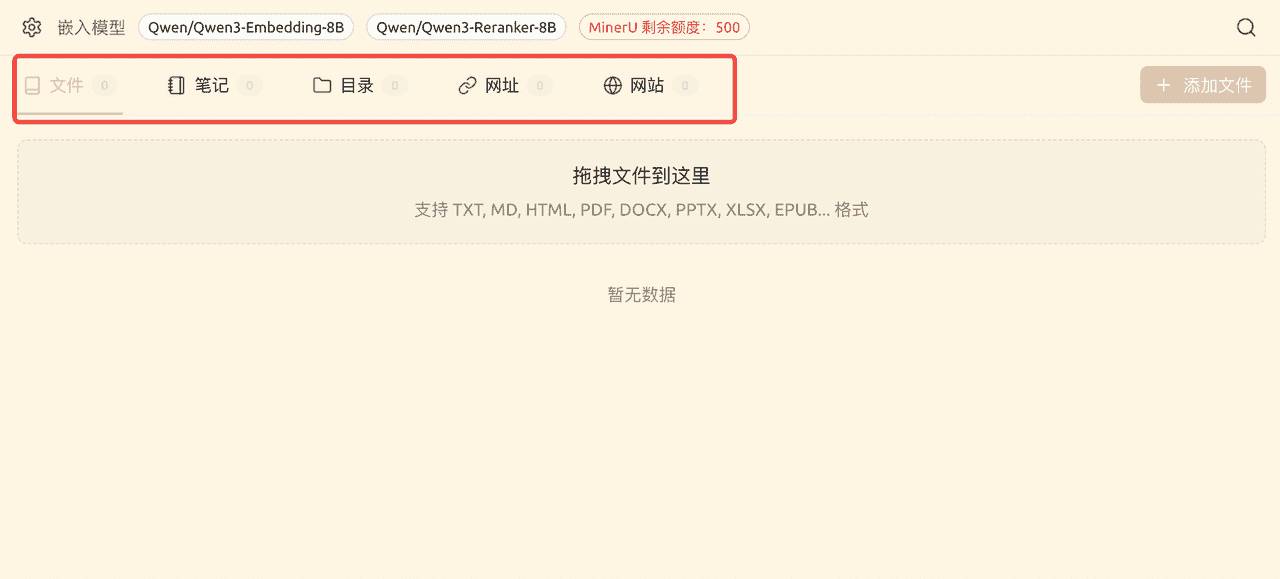 嵌入模型 Qwen/Qwen3-Embedding-8B Qwen/Qwen3-Reranker-8B MinerU 剩余额度：500
文件 0 笔记 0 目录 0 网址 0 网站 0 + 添加文件
拖拽文件到这里
支持 TXT, MD, HTML, PDF, DOCX, PPTX, XLSX, EPUB... 格式
暂无数据